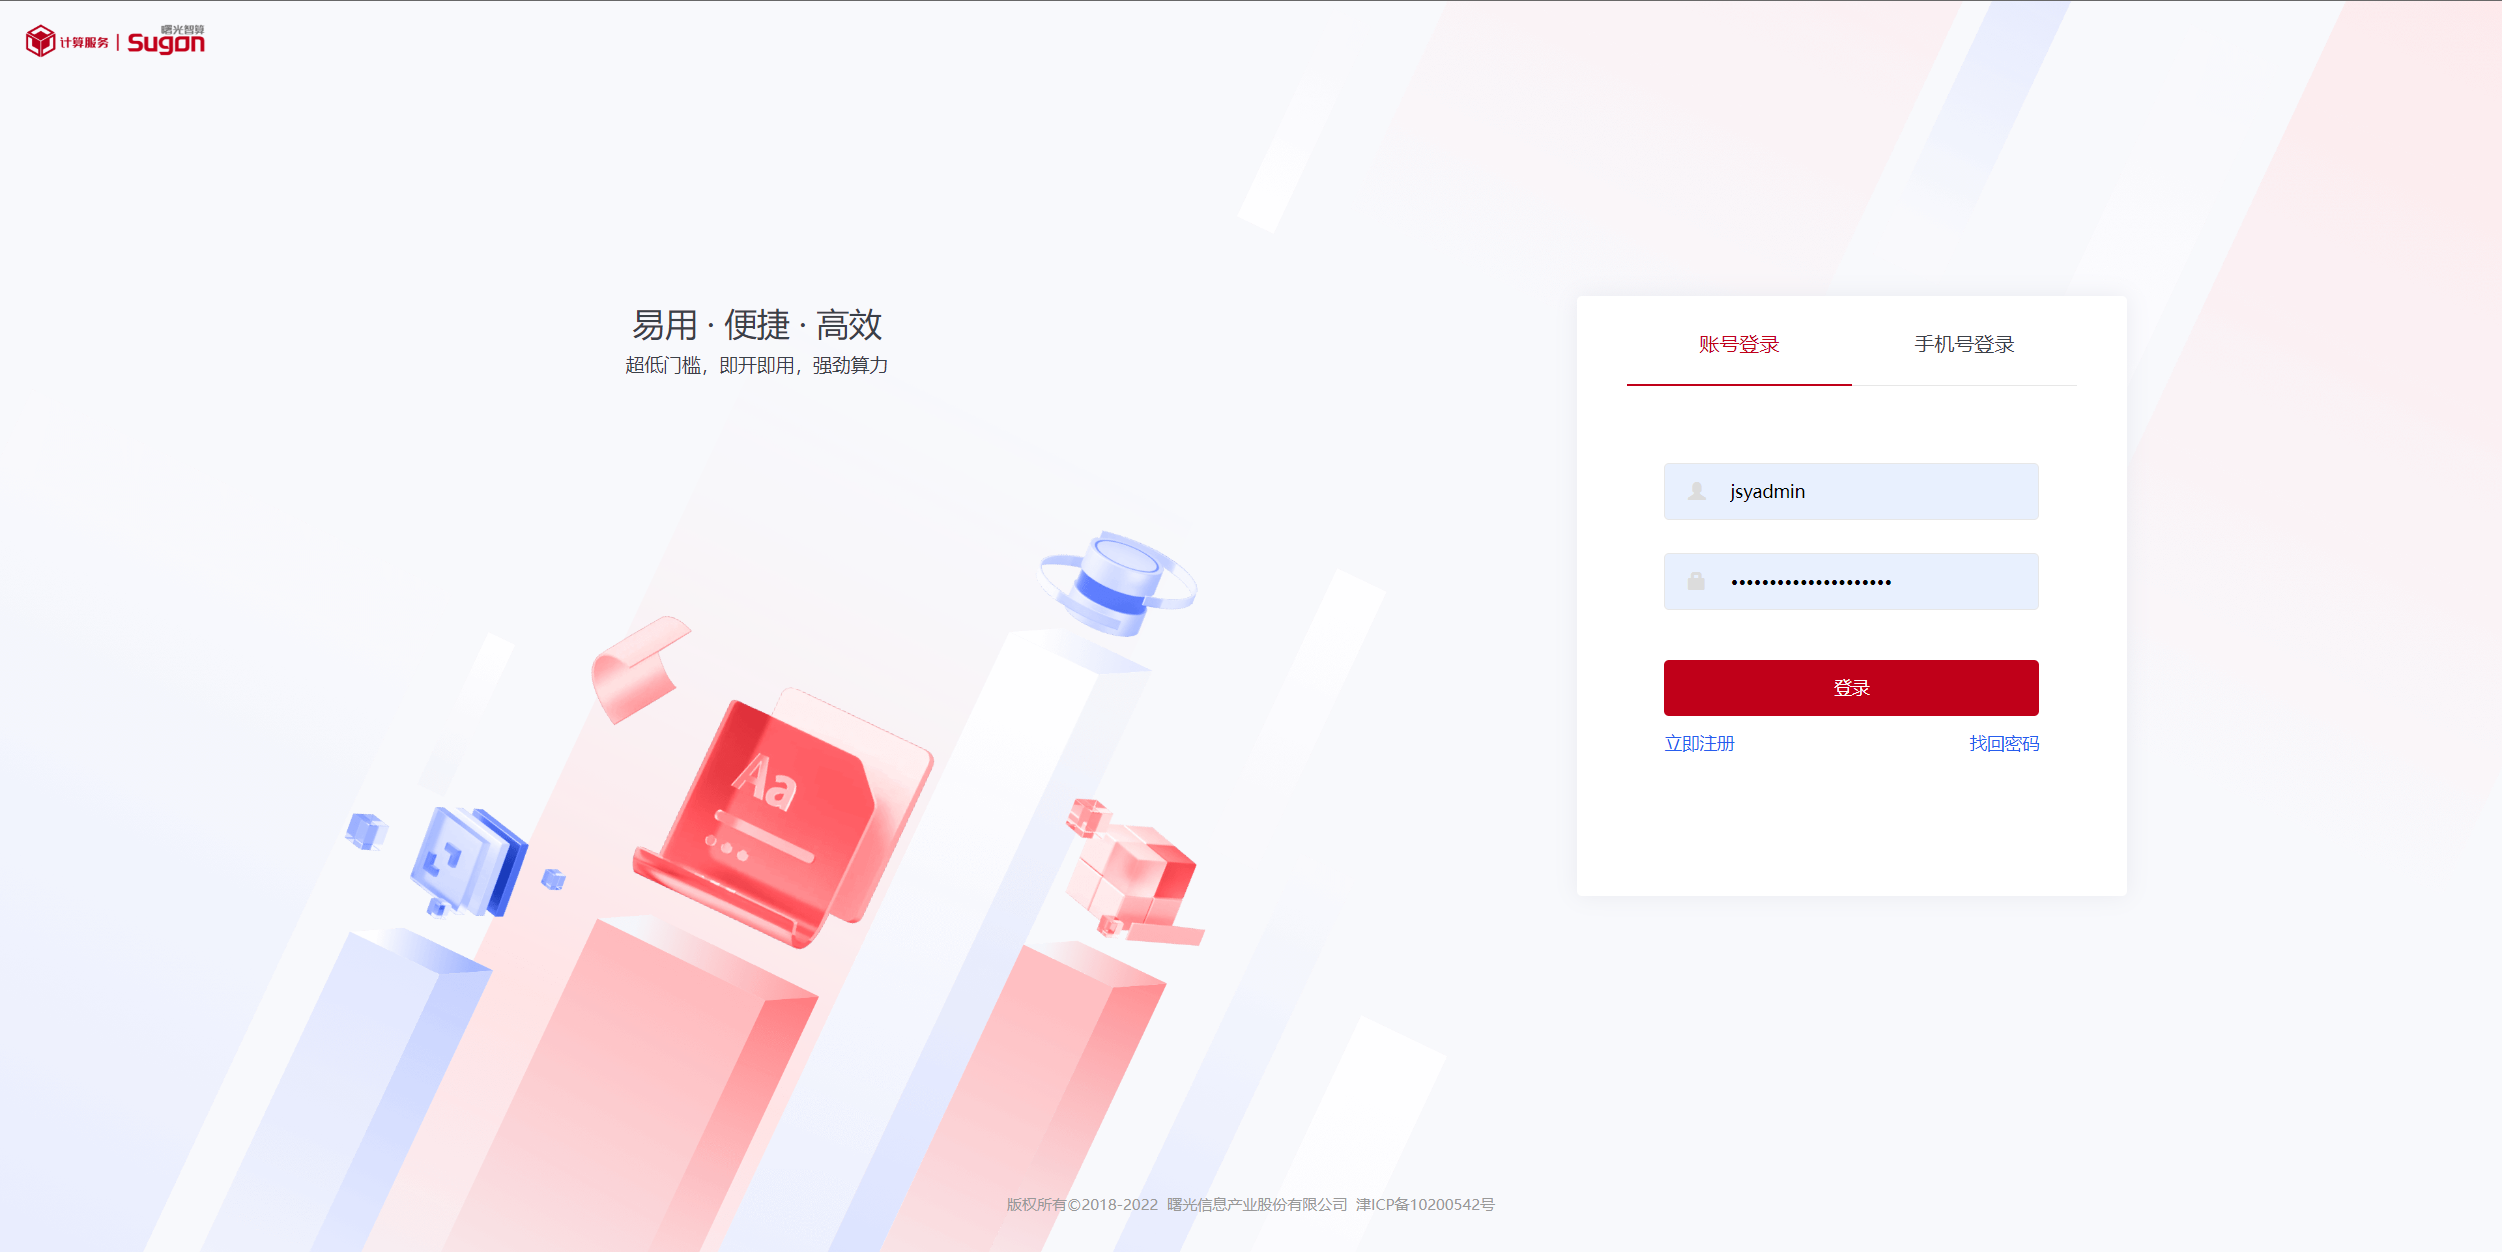 曙光智算
计算服务 | Sugon
易用 · 便捷 · 高效
超低门槛，即开即用，强劲算力
账号登录 手机号登录
jsyadmin
•••••••••••••••••••••
登录
立即注册 找回密码
Aa
版权所有©2018-2022 曙光信息产业股份有限公司 津ICP备10200542号